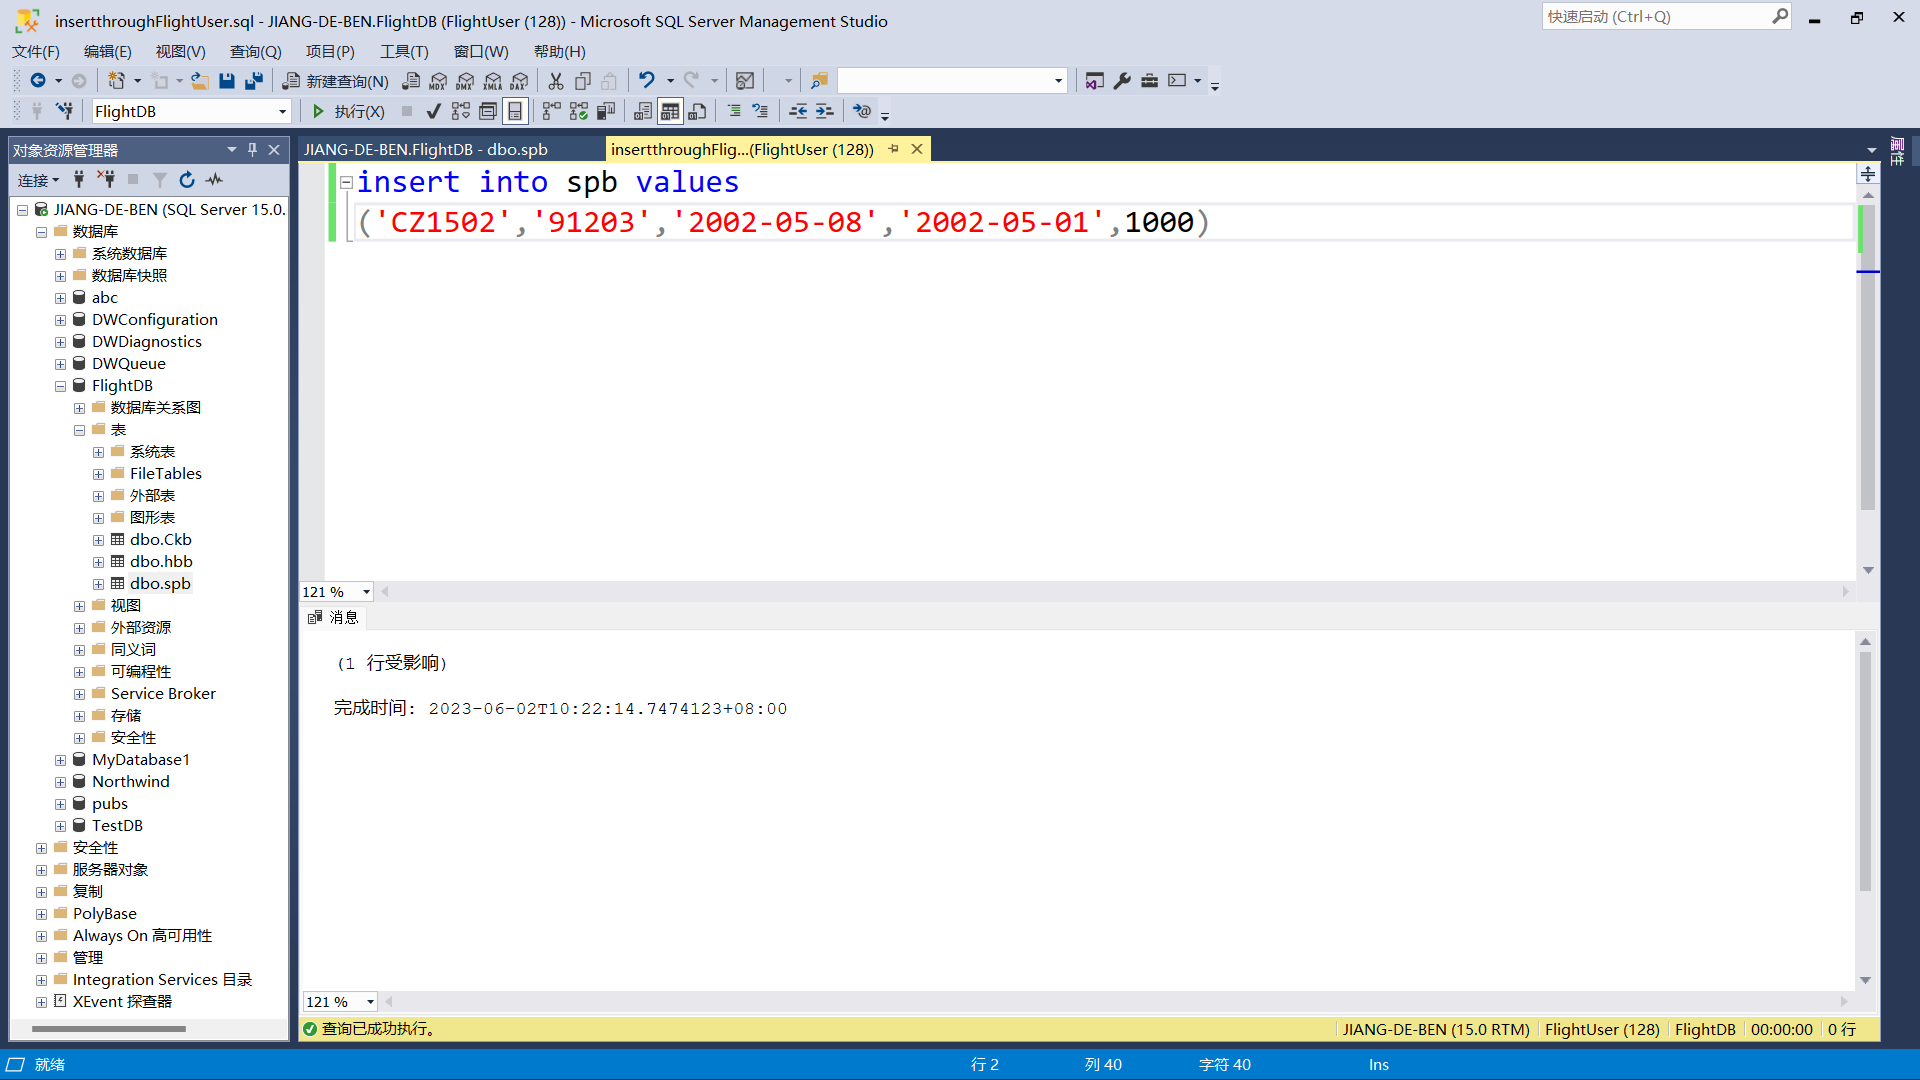 insertthroughFlightUser.sql - JIANG-DE-BEN.FlightDB (FlightUser (128)) - Microsoft SQL Server Management Studio
快速启动 (Ctrl+Q)
文件(F) 编辑(E) 视图(V) 查询(Q) 项目(P) 工具(T) 窗口(W) 帮助(H)
新建查询(N) MDX DMX XMLA DAX
FlightDB 执行(X)
对象资源管理器
连接
JIANG-DE-BEN (SQL Server 15.0.
数据库
系统数据库
数据库快照
abc
DWConfiguration
DWDiagnostics
DWQueue
FlightDB
数据库关系图
表
系统表
FileTables
外部表
图形表
dbo.Ckb
dbo.hbb
dbo.spb
视图
外部资源
同义词
可编程性
Service Broker
存储
安全性
MyDatabase1
Northwind
pubs
TestDB
安全性
服务器对象
复制
PolyBase
Always On 高可用性
管理
Integration Services 目录
XEvent 探查器
JIANG-DE-BEN.FlightDB - dbo.spb
insertthroughFlig...(FlightUser (128))
insert into spb values
('CZ1502','91203','2002-05-08','2002-05-01',1000)
121 %
消息
(1 行受影响)
完成时间: 2023-06-02T10:22:14.7474123+08:00
121 %
查询已成功执行。
JIANG-DE-BEN (15.0 RTM) FlightUser (128) FlightDB 00:00:00 0 行
属性
就绪 行 2 列 40 字符 40 Ins